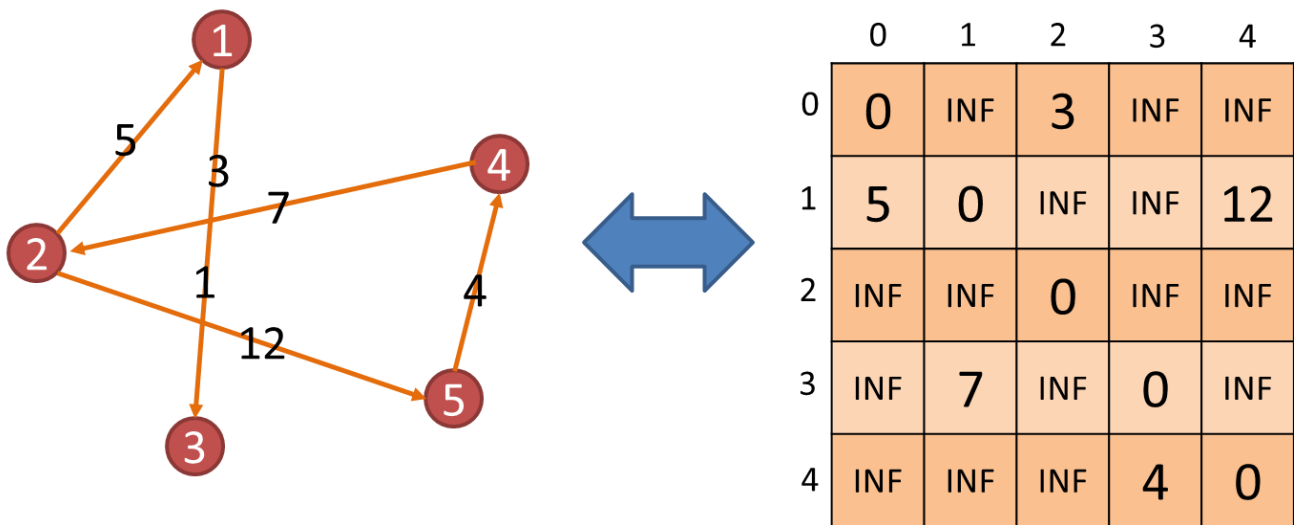 1
5
3
4
7
2
1
4
12
5
3
0 1 2 3 4
0 0 INF 3 INF INF
1 5 0 INF INF 12
2 INF INF 0 INF INF
3 INF 7 INF 0 INF
4 INF INF INF 4 0